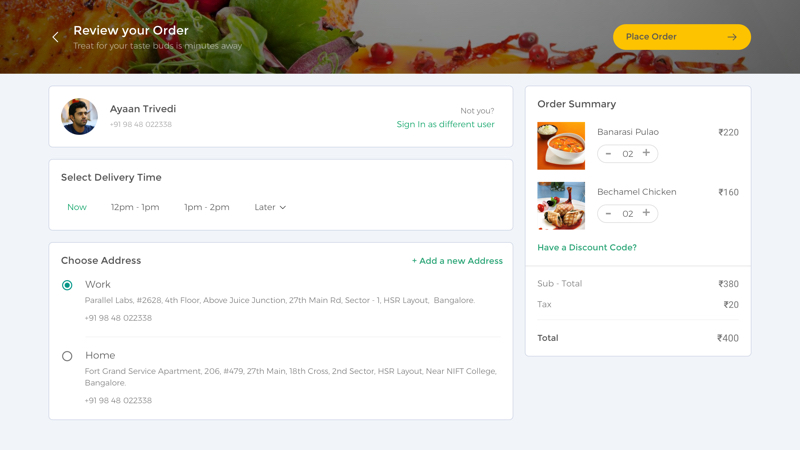 Review your Order
Treat for your taste buds is minutes away
Place Order
Ayaan Trivedi
+91 98 48 022338
Not you?
Sign In as different user
Select Delivery Time
Now
12pm - 1pm
1pm - 2pm
Later
Choose Address
+ Add a new Address
Work
Parallel Labs, #2628, 4th Floor, Above Juice Junction, 27th Main Rd, Sector - 1, HSR Layout, Bangalore.
+91 98 48 022338
Home
Fort Grand Service Apartment, 206, #479, 27th Main, 18th Cross, 2nd Sector, HSR Layout, Near NIFT College,
Bangalore.
+91 98 48 022338
Order Summary
Banarasi Pulao ₹220
- 02 +
Bechamel Chicken ₹160
- 02 +
Have a Discount Code?
Sub - Total ₹380
Tax ₹20
Total ₹400